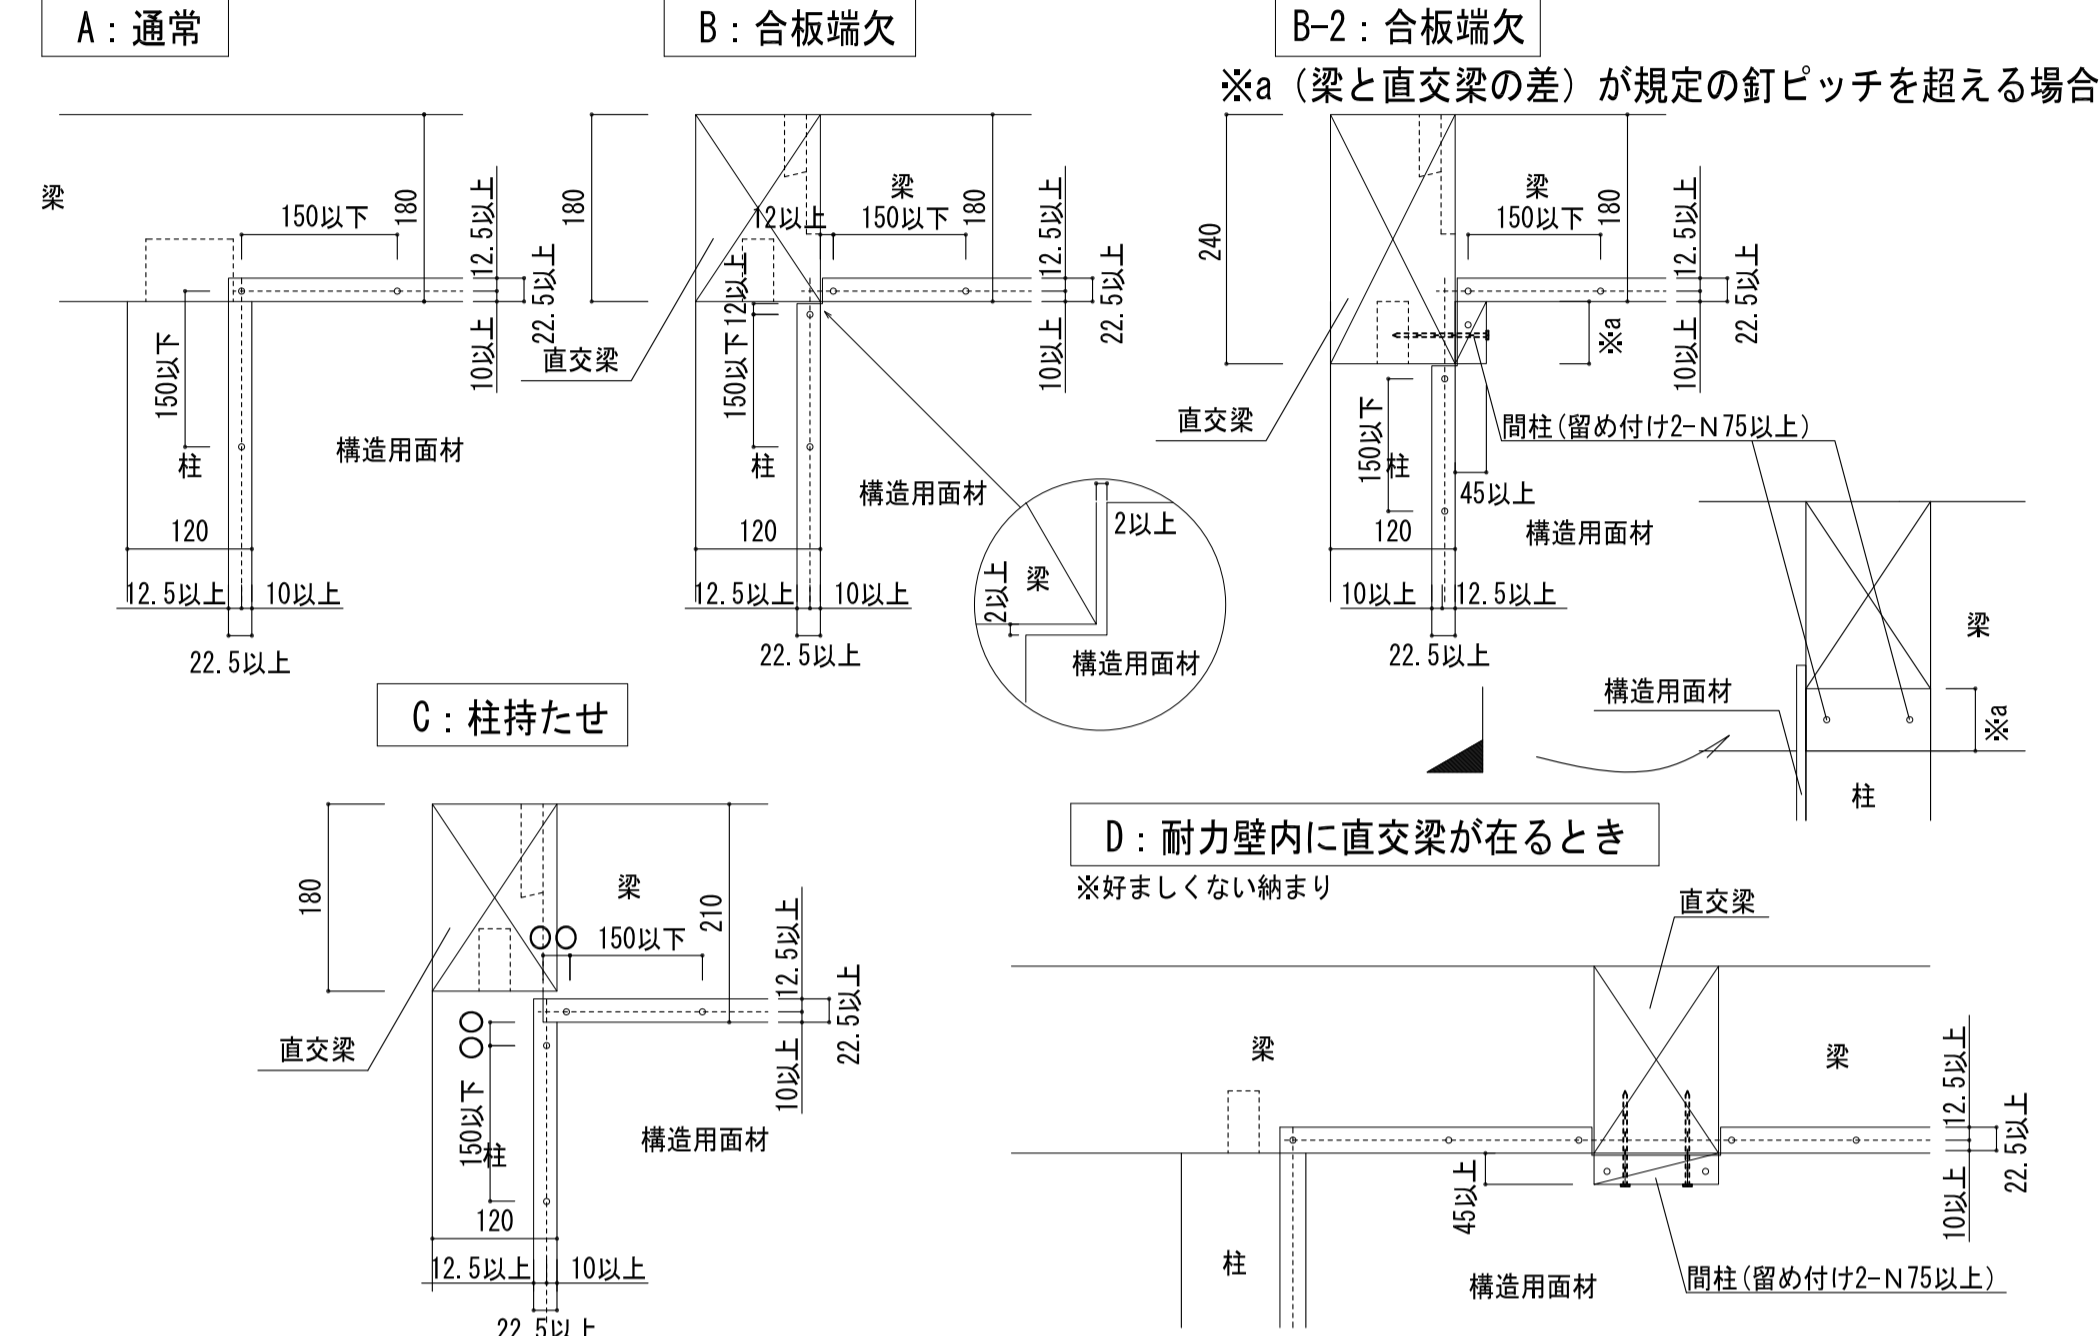 A：通常
梁
150以下
180
12.5以上
22.5以上
10以上
150以下
柱
構造用面材
120
12.5以上
10以上
22.5以上
B：合板端欠
180
12以上
梁
150以下
180
12.5以上
22.5以上
10以上
12以上
150以下
直交梁
柱
構造用面材
120
12.5以上
10以上
22.5以上
2以上
2以上
梁
構造用面材
B-2：合板端欠
※a（梁と直交梁の差）が規定の釘ピッチを超える場合
240
梁
150以下
180
12.5以上
22.5以上
10以上
※a
直交梁
間柱(留め付け2-N75以上)
150以下
柱
45以上
120
構造用面材
10以上
12.5以上
22.5以上
梁
構造用面材
※a
柱
C：柱持たせ
180
梁
210
○○
150以下
12.5以上
22.5以上
10以上
○○
150以下
直交梁
柱
構造用面材
120
12.5以上
10以上
22.5以上
D：耐力壁内に直交梁が在るとき
※好ましくない納まり
直交梁
梁
梁
12.5以上
22.5以上
10以上
45以上
柱
構造用面材
間柱(留め付け2-N75以上)